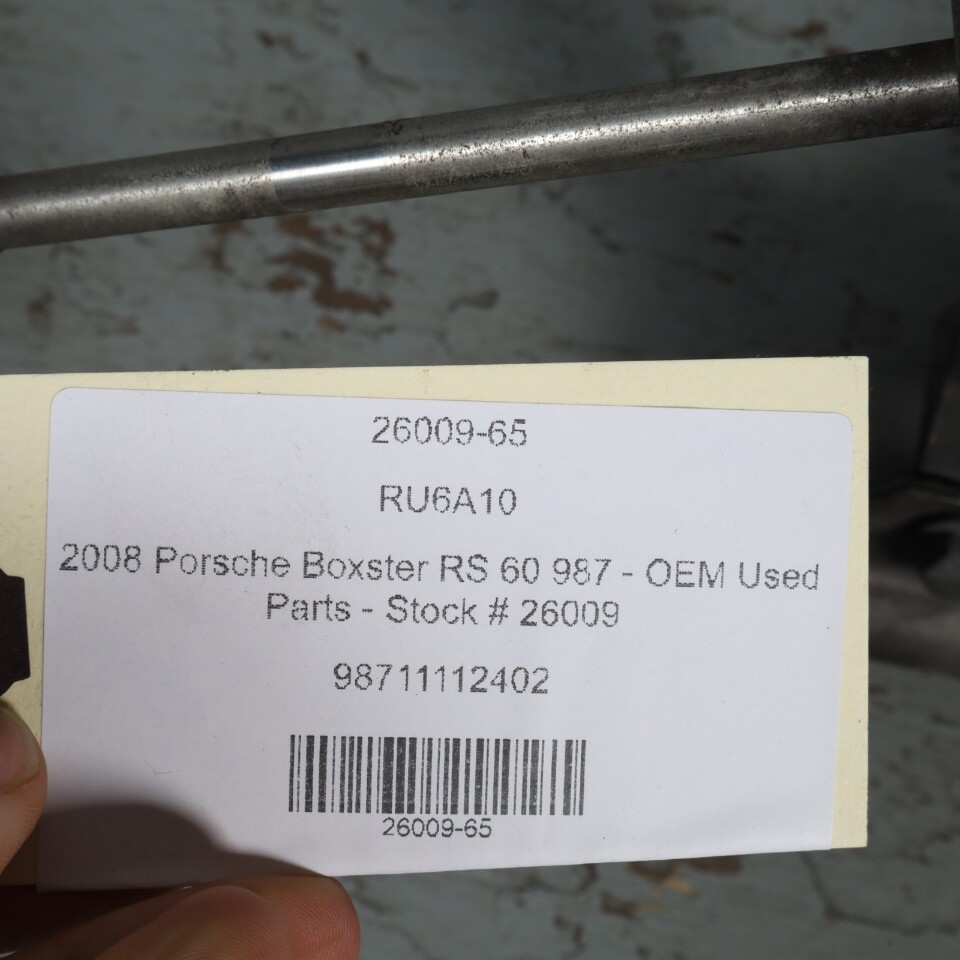 26009-65
RU6A10
2008 Porsche Boxster RS 60 987 - OEM Used
Parts - Stock # 26009
98711112402
26009-65